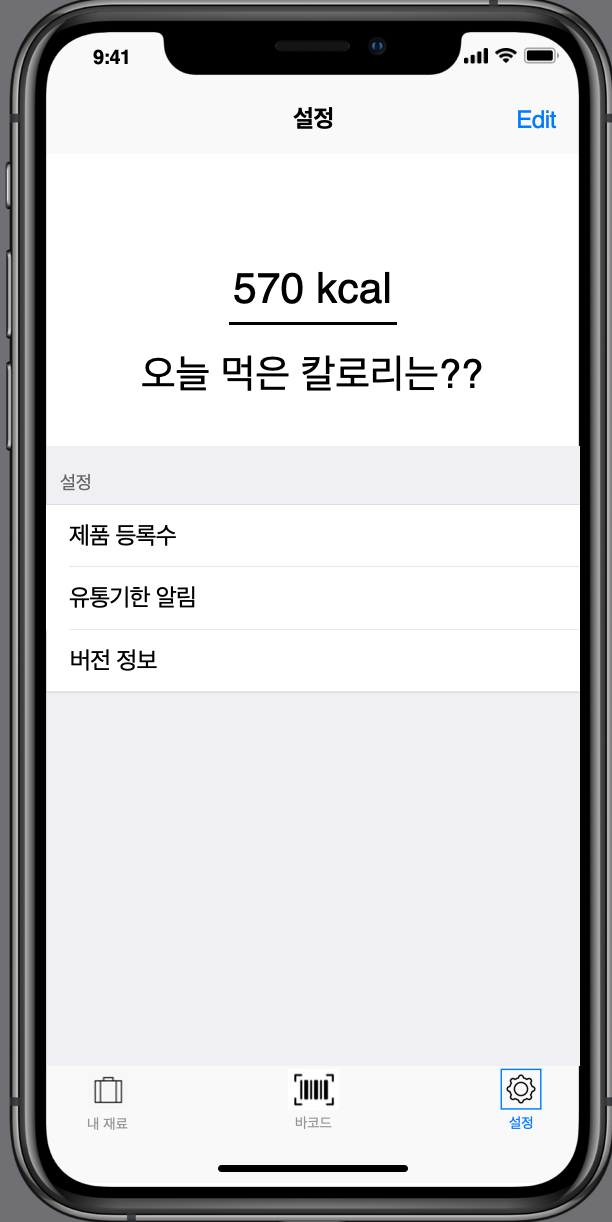 9:41
설정
Edit
570 kcal
오늘 먹은 칼로리는??
설정
제품 등록수
유통기한 알림
버전 정보
내 재료
바코드
설정